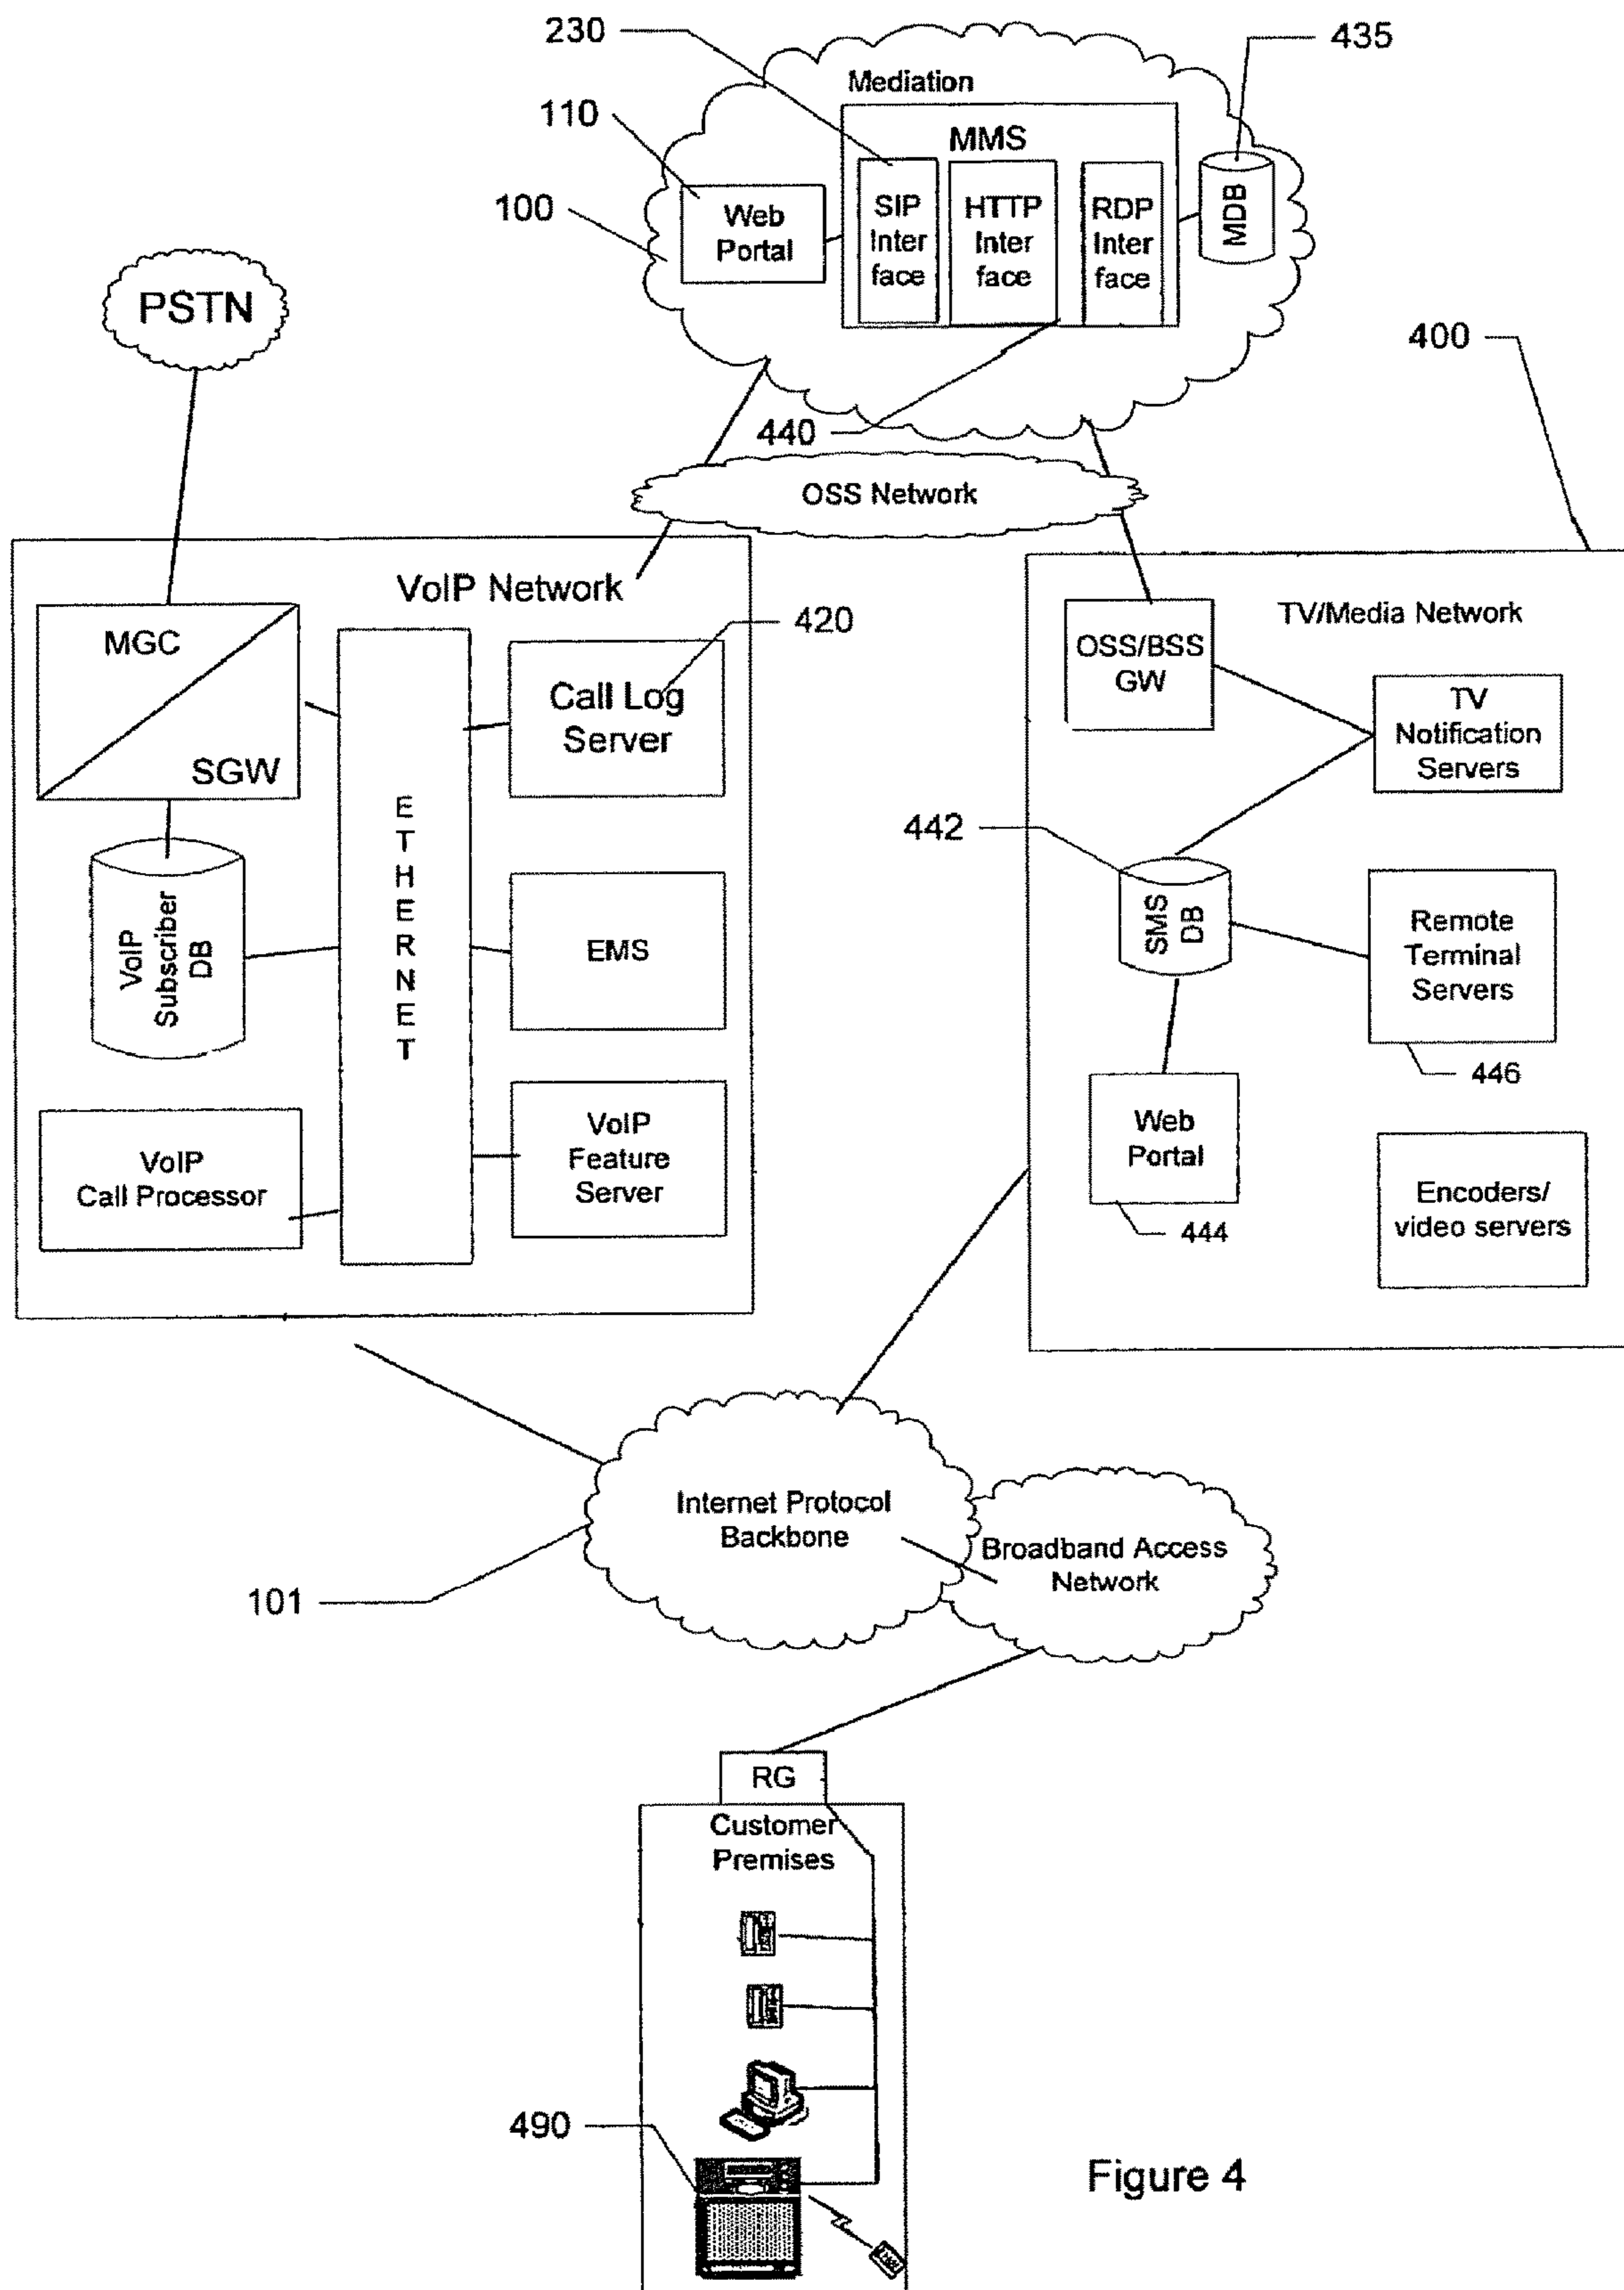 230
435
Mediation
110
MMS
100
Web
Portal
SIP
Inter
face
HTTP
Inter
face
RDP
Inter
face
MDB
PSTN
400
440
OSS Network
VoIP Network
MGC
SGW
420
Call Log
Server
ETHERNET
VoIP
Subscriber
DB
EMS
VoIP
Call Processor
VoIP
Feature
Server
TV/Media Network
OSS/BSS
GW
TV
Notification
Servers
442
SMS
DB
Remote
Terminal
Servers
446
Web
Portal
444
Encoders/
video servers
Internet Protocol
Backbone
Broadband Access
Network
101
RG
Customer
Premises
490
Figure 4